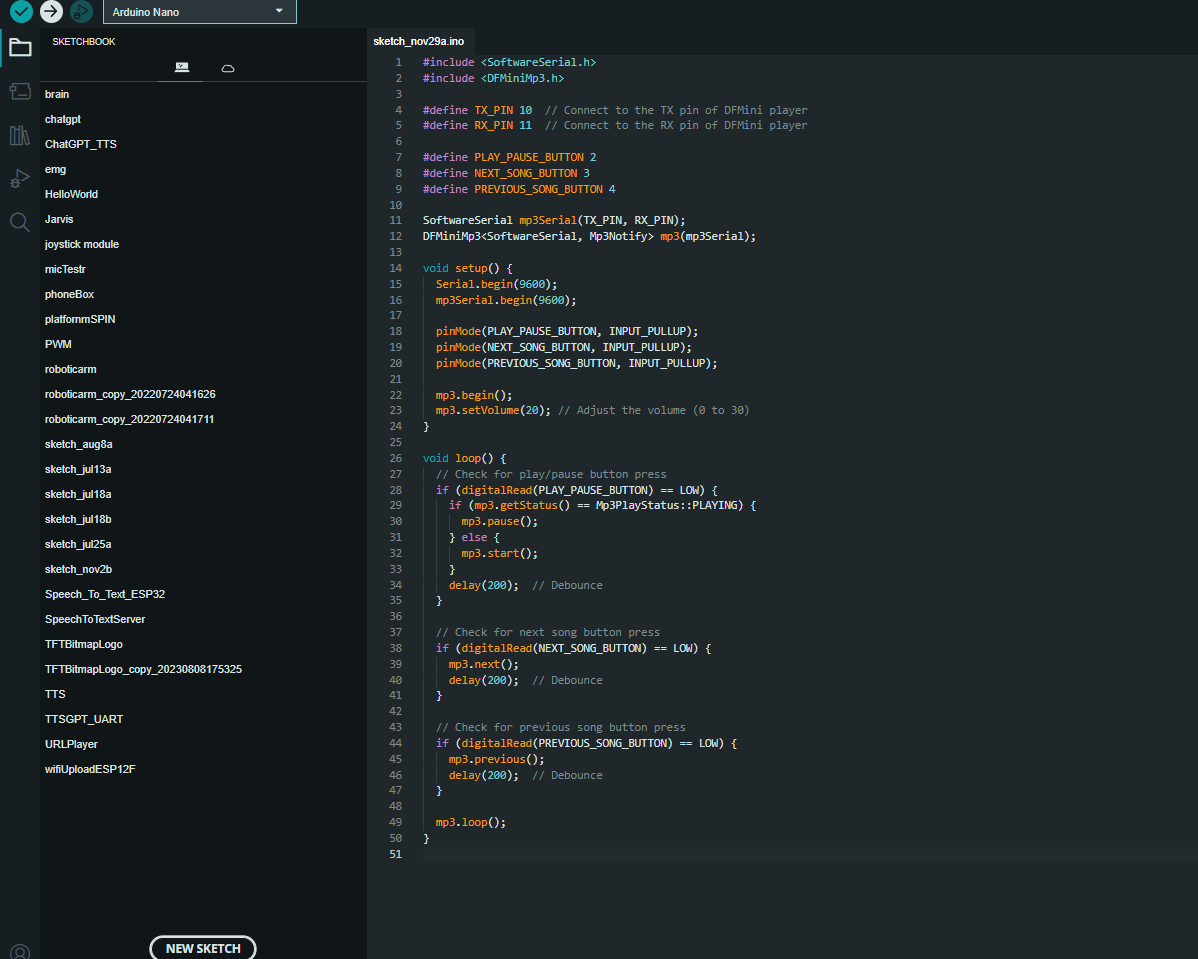 Arduino Nano
SKETCHBOOK
brain
chatgpt
ChatGPT_TTS
emg
HelloWorld
Jarvis
joystick module
micTestr
phoneBox
platfornmSPIN
PWM
roboticarm
roboticarm_copy_20220724041626
roboticarm_copy_20220724041711
sketch_aug8a
sketch_jul13a
sketch_jul18a
sketch_jul18b
sketch_jul25a
sketch_nov2b
Speech_To_Text_ESP32
SpeechToTextServer
TFTBitmapLogo
TFTBitmapLogo_copy_20230808175325
TTS
TTSGPT_UART
URLPlayer
wifiUploadESP12F
NEW SKETCH
sketch_nov29a.ino
1 #include <SoftwareSerial.h>
2 #include <DFMiniMp3.h>
3
4 #define TX_PIN 10  // Connect to the TX pin of DFMini player
5 #define RX_PIN 11  // Connect to the RX pin of DFMini player
6
7 #define PLAY_PAUSE_BUTTON 2
8 #define NEXT_SONG_BUTTON 3
9 #define PREVIOUS_SONG_BUTTON 4
10
11 SoftwareSerial mp3Serial(TX_PIN, RX_PIN);
12 DFMiniMp3<SoftwareSerial, Mp3Notify> mp3(mp3Serial);
13
14 void setup() {
15   Serial.begin(9600);
16   mp3Serial.begin(9600);
17
18   pinMode(PLAY_PAUSE_BUTTON, INPUT_PULLUP);
19   pinMode(NEXT_SONG_BUTTON, INPUT_PULLUP);
20   pinMode(PREVIOUS_SONG_BUTTON, INPUT_PULLUP);
21
22   mp3.begin();
23   mp3.setVolume(20); // Adjust the volume (0 to 30)
24 }
25
26 void loop() {
27   // Check for play/pause button press
28   if (digitalRead(PLAY_PAUSE_BUTTON) == LOW) {
29     if (mp3.getStatus() == Mp3PlayStatus::PLAYING) {
30       mp3.pause();
31     } else {
32       mp3.start();
33     }
34     delay(200);  // Debounce
35   }
36
37   // Check for next song button press
38   if (digitalRead(NEXT_SONG_BUTTON) == LOW) {
39     mp3.next();
40     delay(200);  // Debounce
41   }
42
43   // Check for previous song button press
44   if (digitalRead(PREVIOUS_SONG_BUTTON) == LOW) {
45     mp3.previous();
46     delay(200);  // Debounce
47   }
48
49   mp3.loop();
50 }
51